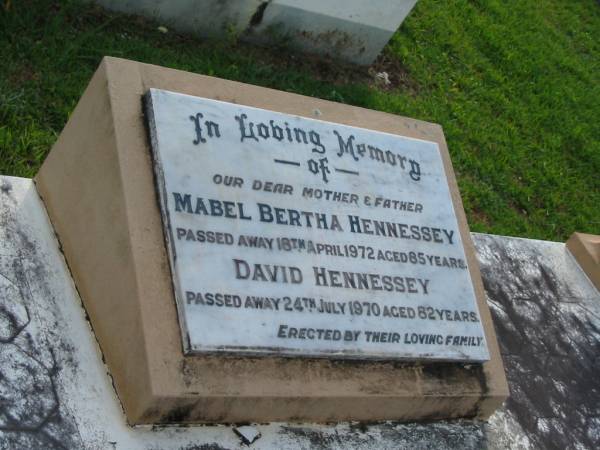 In Loving Memory
— of —
OUR DEAR MOTHER & FATHER
MABEL BERTHA HENNESSEY
PASSED AWAY 18TH APRIL 1972 AGED 85 YEARS.
DAVID HENNESSEY
PASSED AWAY 24TH JULY 1970 AGED 82 YEARS.
ERECTED BY THEIR LOVING FAMILY.